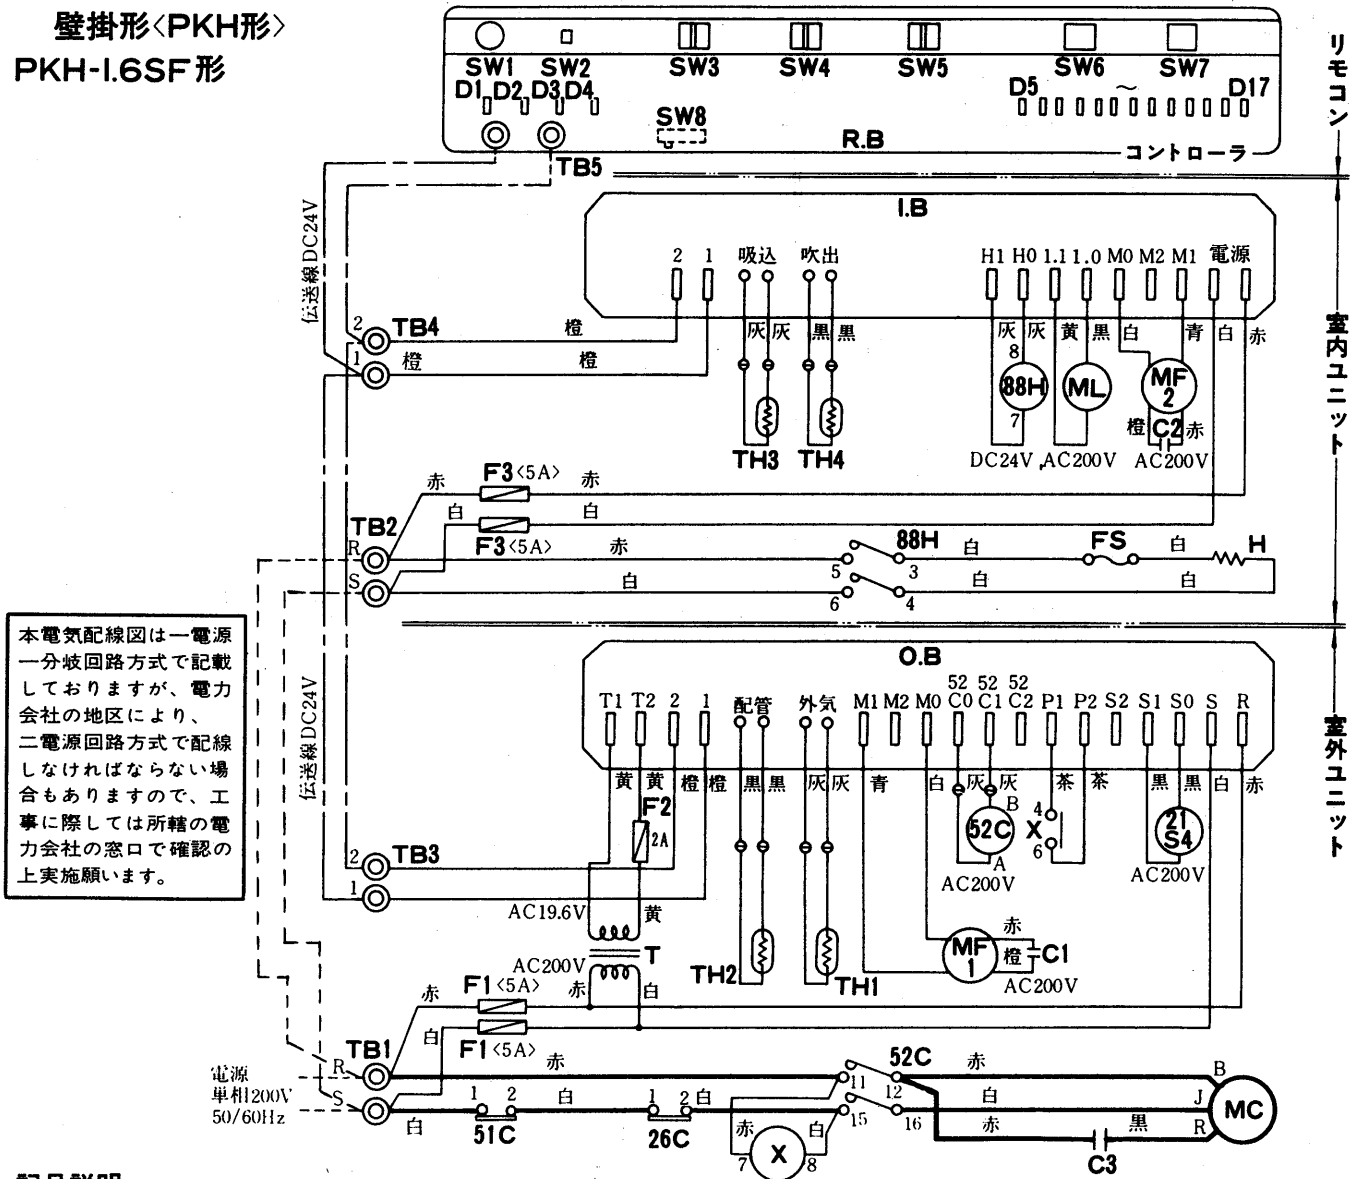 壁掛形〈PKH形〉
PKH-1.6SF形
SW1 SW2 SW3 SW4 SW5 SW6 SW7
D1 D2 D3 D4 D5 ～ D17
SW8
R.B
コントローラ
TB5
リモコン
I.B
伝送線DC24V
2 1 吸込 吹出 H1 H0 1.1 1.0 M0 M2 M1 電源
灰 灰 黒 黒 灰 灰 黄 黒 白 青 白 赤
2 TB4 橙
1 橙 橙
8
88H ML MF2
7
橙 C2 赤
TH3 TH4 DC24V AC200V AC200V
室内ユニット
赤 F3〈5A〉 赤
白 白
TB2 F3〈5A〉
R 赤 5 88H 3 白 FS 白 H
S 白 6 4 白 白
本電気配線図は一電源
一分岐回路方式で記載
しておりますが、電力
会社の地区により、
二電源回路方式で配線
しなければならない場
合もありますので、工
事に際しては所轄の電
力会社の窓口で確認の
上実施願います。
O.B
伝送線DC24V
T1 T2 2 1 配管 外気 M1 M2 M0 52C0 52C1 52C2 P1 P2 S2 S1 S0 S R
黄 黄 橙 橙 黒 黒 灰 灰 青 白 灰 灰 茶 茶 黒 黒 白 赤
F2
2A
B
52C
A
AC200V
4
X
6
21S4
AC200V
室外ユニット
2 TB3
1
AC19.6V 黄
T
AC200V
赤 白
TH2 TH1
MF1 赤
橙 C1
AC200V
赤 F1〈5A〉
白 F1〈5A〉
TB1
電源
単相200V
50/60Hz
R 赤 11 52C 12 赤 B
S 白 1 2 白 1 2 白 15 16 白 J
51C 26C
赤 黒 R
MC
C3
赤 白
7 X 8